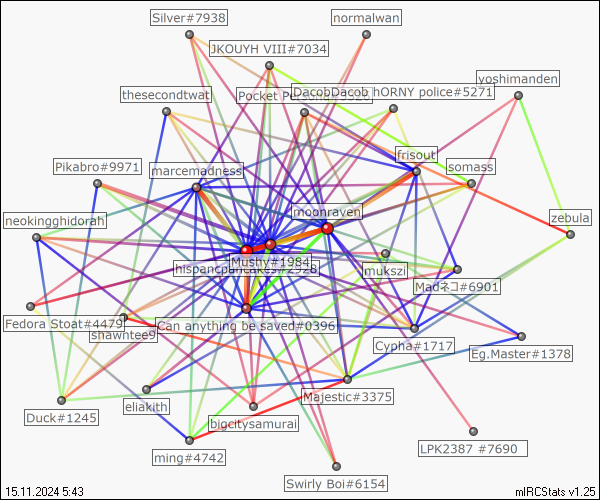 Silver#7938
normalwan
JKOUYH VIII#7034
yoshimanden
thesecondtwat
Pocket
DacobDacob
hORNY police#5271
frisout
Pikabro#9971
marcemadness
somass
moonraven
neokingghidorah
zebula
Mushy#1984
mukszi
Madネコ#6901
Fedora Stoat#4479
shawntee9
Can anything be saved#0396
Cypha#1717
Eg.Master#1378
Duck#1245
eliakith
bigcitysamurai
Majestic#3375
LPK2387 #7690
ming#4742
Swirly Boi#6154
15.11.2024 5:43
mIRCStats v1.25